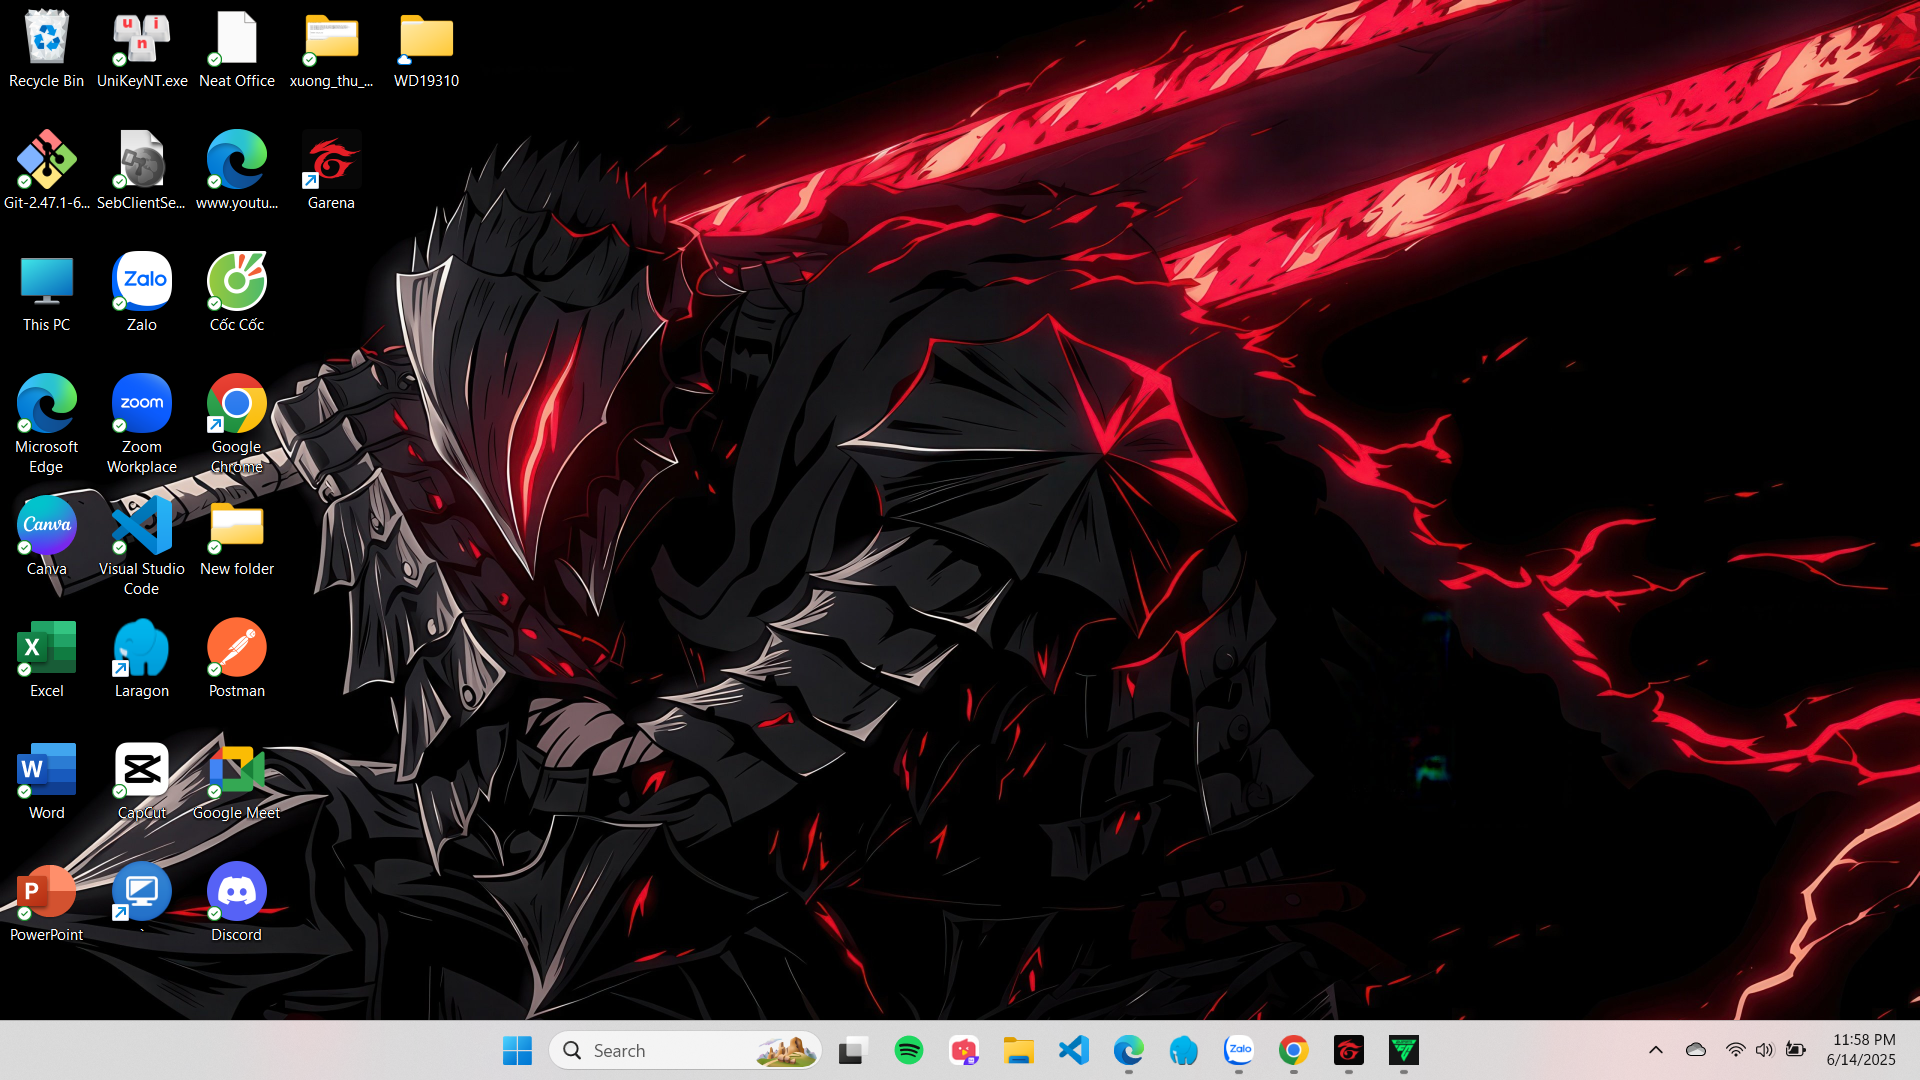 Recycle Bin
UniKeyNT.exe
Neat Office
xuong_thu_...
WD19310
Git-2.47.1-6...
SebClientSe...
www.youtu...
Garena
This PC
Zalo
Zalo
Cốc Cốc
Microsoft
Edge
zoom
Zoom
Workplace
Google
Chrome
Canva
Canva
Visual Studio
Code
New folder
X
Excel
Laragon
Postman
W
Word
CapCut
Google Meet
P
PowerPoint
`
Discord
u i
n
Search
Zalo
11:58 PM
6/14/2025